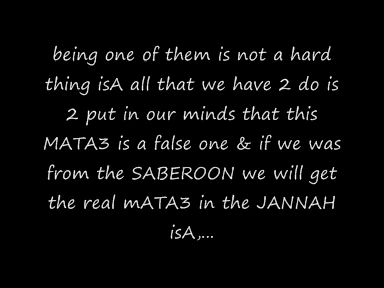 being one of them is not a hard
thing isA all that we have 2 do is
2 put in our minds that this
MATA3 is a false one & if we was
from the SABEROON we will get
the real mATA3 in the JANNAH
isA,...